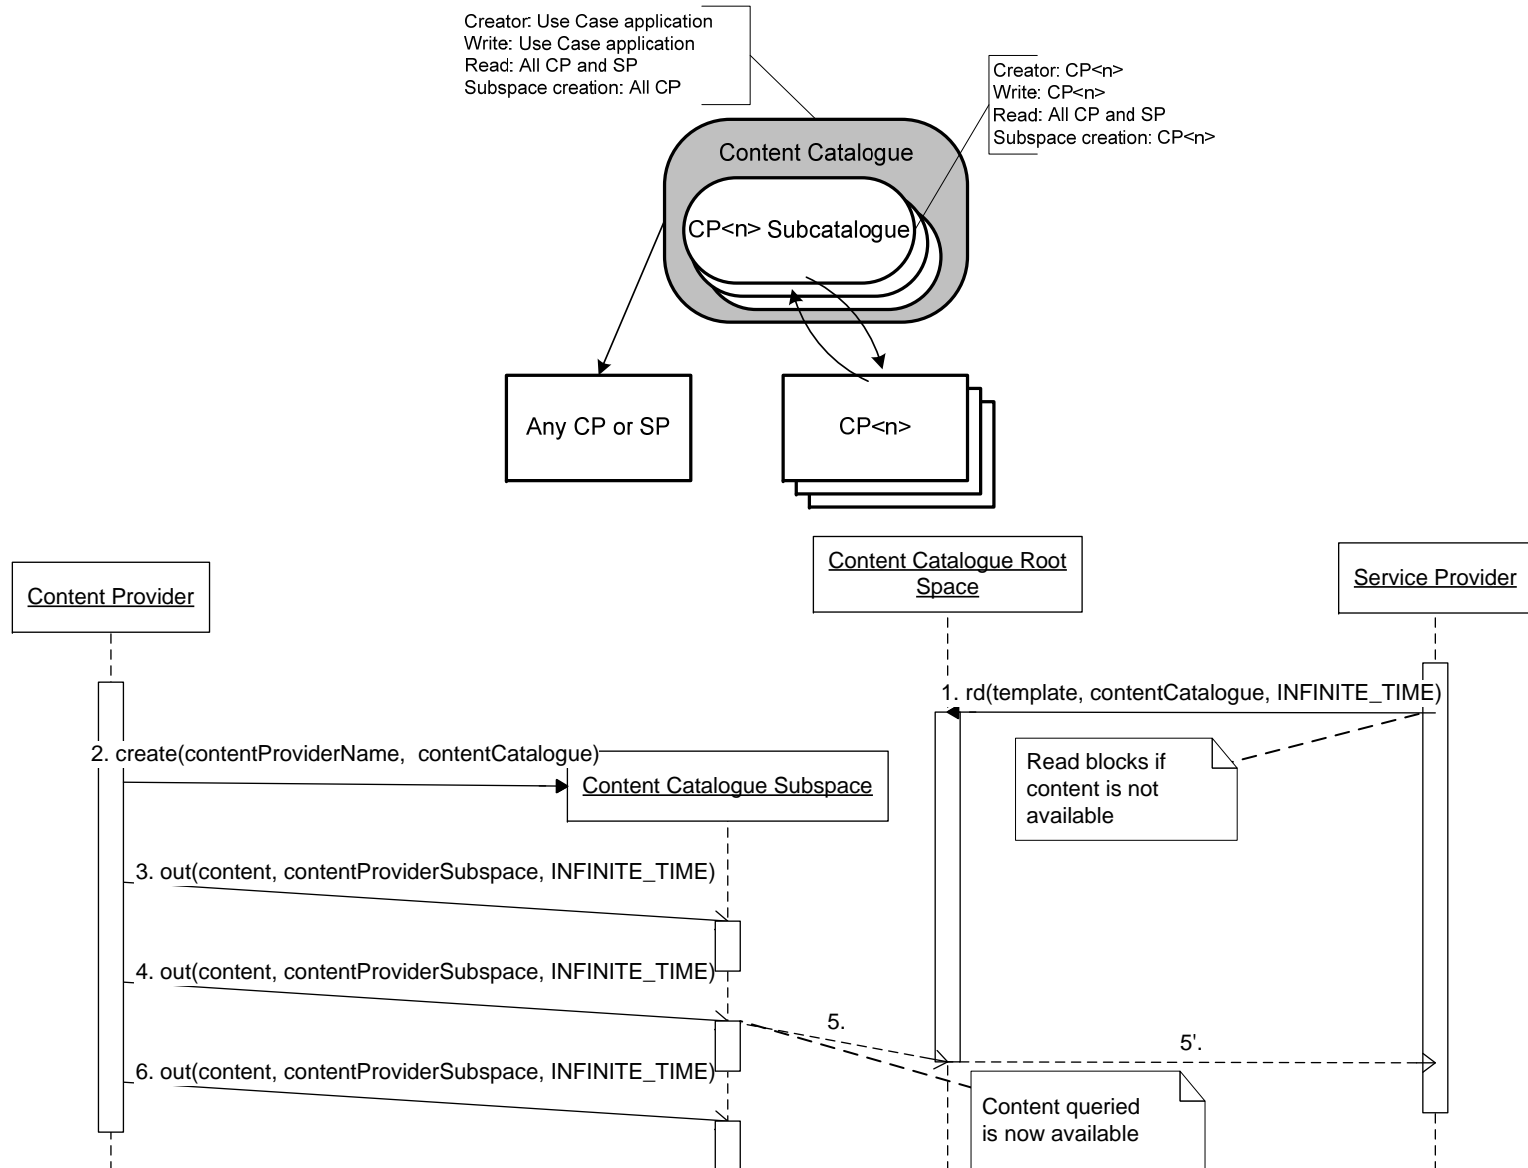 Creator: Use Case application
Write: Use Case application
Read: All CP and SP
Subspace creation: All CP
Creator: CP<n>
Write: CP<n>
Read: All CP and SP
Subspace creation: CP<n>
Content Catalogue
CP<n> Subcatalogue
Any CP or SP
CP<n>
Content Provider
Content Catalogue Root
Space
Service Provider
1. rd(template, contentCatalogue, INFINITE_TIME)
Read blocks if
content is not
available
2. create(contentProviderName, contentCatalogue)
Content Catalogue Subspace
3. out(content, contentProviderSubspace, INFINITE_TIME)
4. out(content, contentProviderSubspace, INFINITE_TIME)
5.
5'.
6. out(content, contentProviderSubspace, INFINITE_TIME)
Content queried
is now available